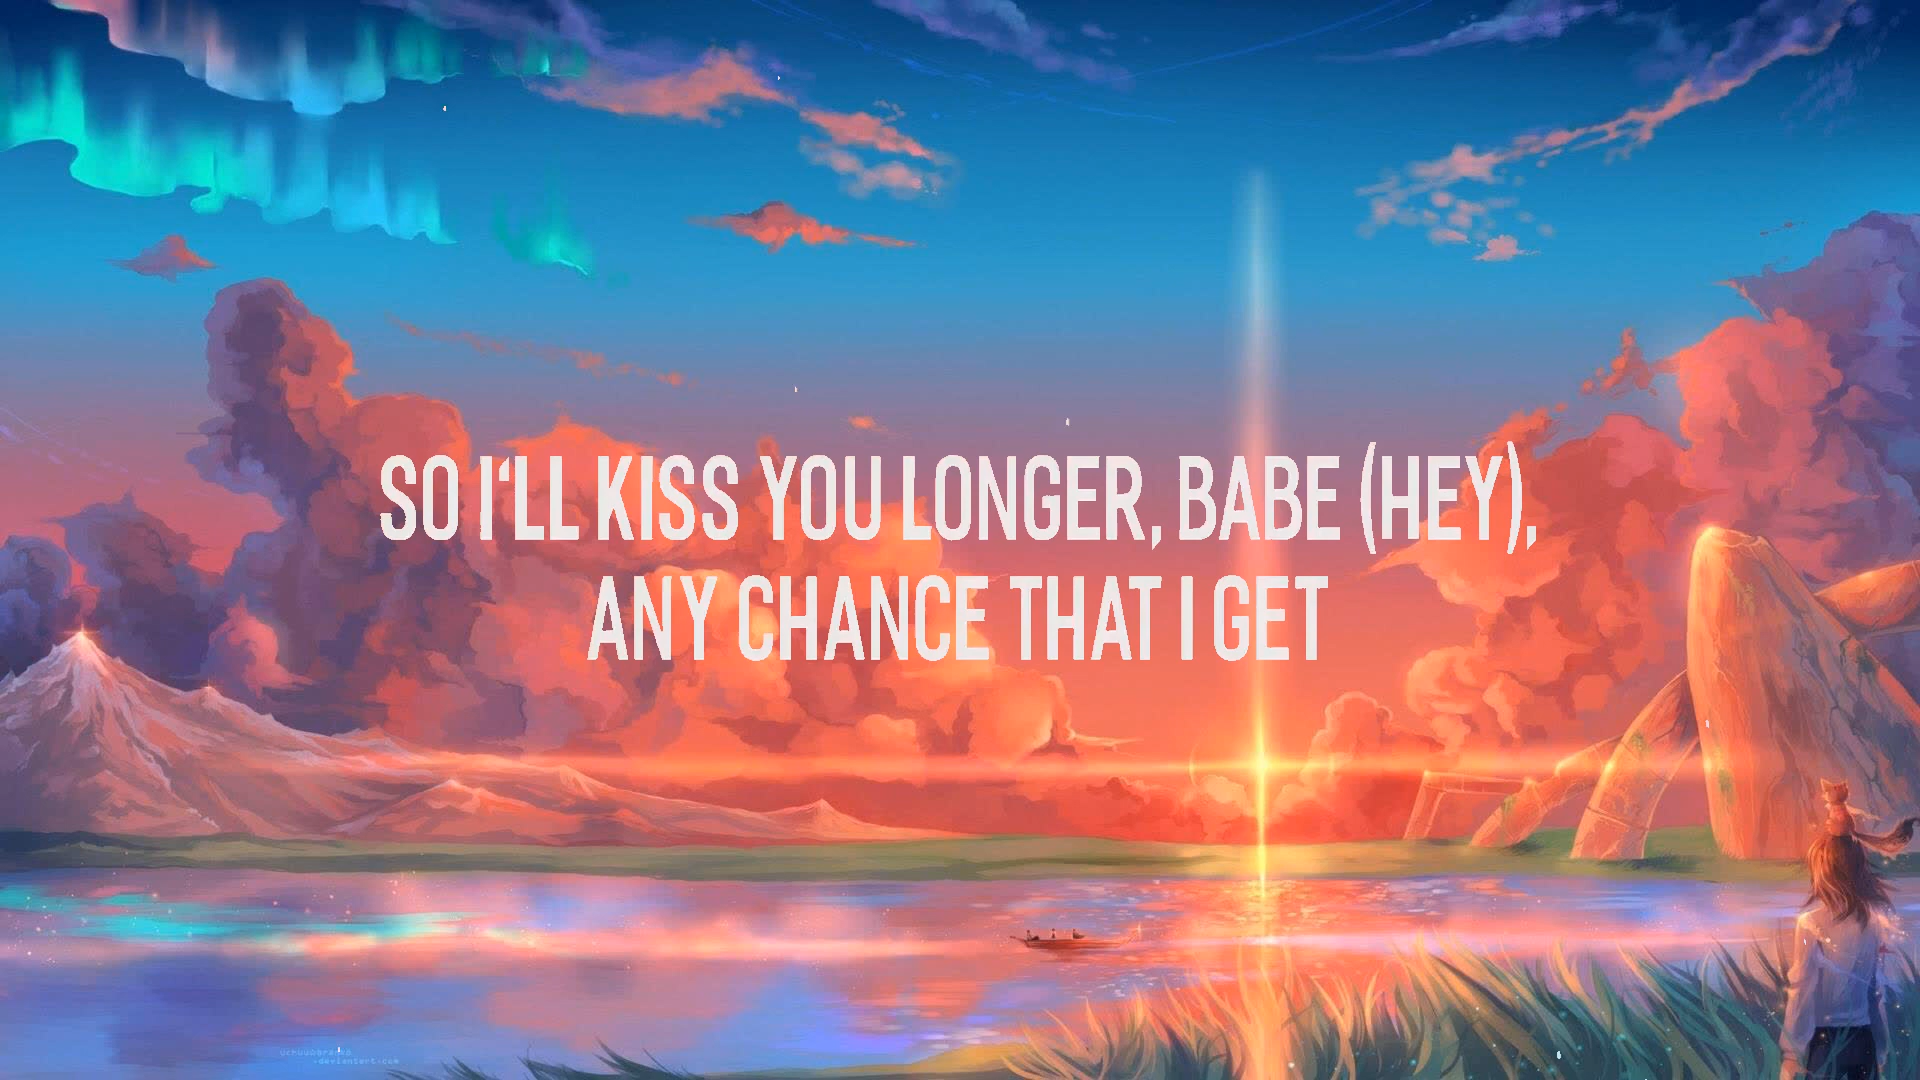 SO I'LL KISS YOU LONGER, BABE (HEY),
ANY CHANCE THAT I GET